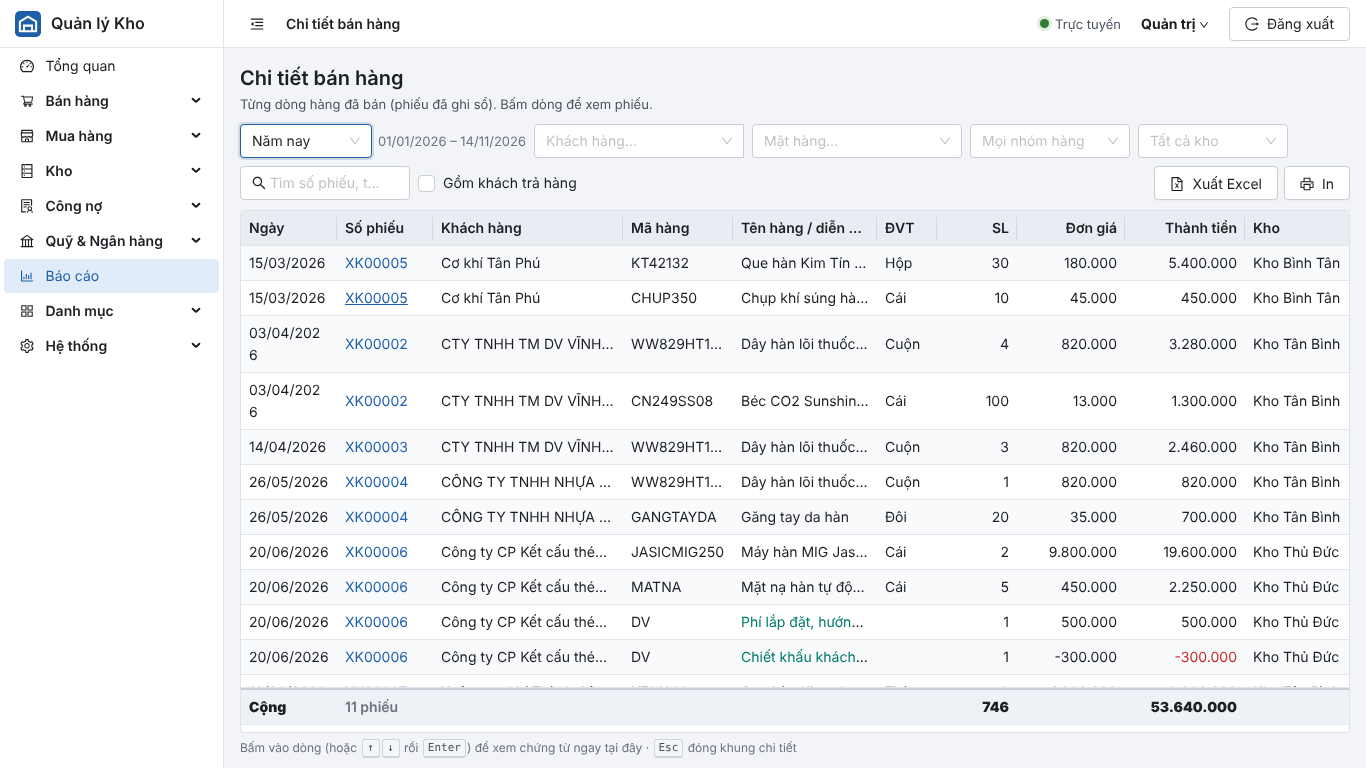 Quản lý Kho
Chi tiết bán hàng
Trực tuyến
Quản trị
Đăng xuất
Tổng quan
Bán hàng
Mua hàng
Kho
Công nợ
Quỹ & Ngân hàng
Báo cáo
Danh mục
Hệ thống
Chi tiết bán hàng
Từng dòng hàng đã bán (phiếu đã ghi sổ). Bấm dòng để xem phiếu.
Năm nay 01/01/2026 – 14/11/2026 Khách hàng... Mặt hàng... Mọi nhóm hàng Tất cả kho
Tìm số phiếu, t... Gồm khách trả hàng Xuất Excel In
Ngày Số phiếu Khách hàng Mã hàng Tên hàng / diễn ... ĐVT SL Đơn giá Thành tiền Kho
15/03/2026 XK00005 Cơ khí Tân Phú KT42132 Que hàn Kim Tín ... Hộp 30 180.000 5.400.000 Kho Bình Tân
15/03/2026 XK00005 Cơ khí Tân Phú CHUP350 Chụp khí súng hà... Cái 10 45.000 450.000 Kho Bình Tân
03/04/202
6 XK00002 CTY TNHH TM DV VĨNH... WW829HT1... Dây hàn lõi thuốc... Cuộn 4 820.000 3.280.000 Kho Tân Bình
03/04/202
6 XK00002 CTY TNHH TM DV VĨNH... CN249SS08 Béc CO2 Sunshin... Cái 100 13.000 1.300.000 Kho Tân Bình
14/04/2026 XK00003 CTY TNHH TM DV VĨNH... WW829HT1... Dây hàn lõi thuốc... Cuộn 3 820.000 2.460.000 Kho Tân Bình
26/05/2026 XK00004 CÔNG TY TNHH NHỰA ... WW829HT1... Dây hàn lõi thuốc... Cuộn 1 820.000 820.000 Kho Tân Bình
26/05/2026 XK00004 CÔNG TY TNHH NHỰA ... GANGTAYDA Găng tay da hàn Đôi 20 35.000 700.000 Kho Tân Bình
20/06/2026 XK00006 Công ty CP Kết cấu thé... JASICMIG250 Máy hàn MIG Jas... Cái 2 9.800.000 19.600.000 Kho Thủ Đức
20/06/2026 XK00006 Công ty CP Kết cấu thé... MATNA Mặt nạ hàn tự độ... Cái 5 450.000 2.250.000 Kho Thủ Đức
20/06/2026 XK00006 Công ty CP Kết cấu thé... DV Phí lắp đặt, hướn... 1 500.000 500.000 Kho Thủ Đức
20/06/2026 XK00006 Công ty CP Kết cấu thé... DV Chiết khấu khách... 1 -300.000 -300.000 Kho Thủ Đức
Cộng 11 phiếu 746 53.640.000
Bấm vào dòng (hoặc ↑ ↓ rồi Enter ) để xem chứng từ ngay tại đây · Esc đóng khung chi tiết